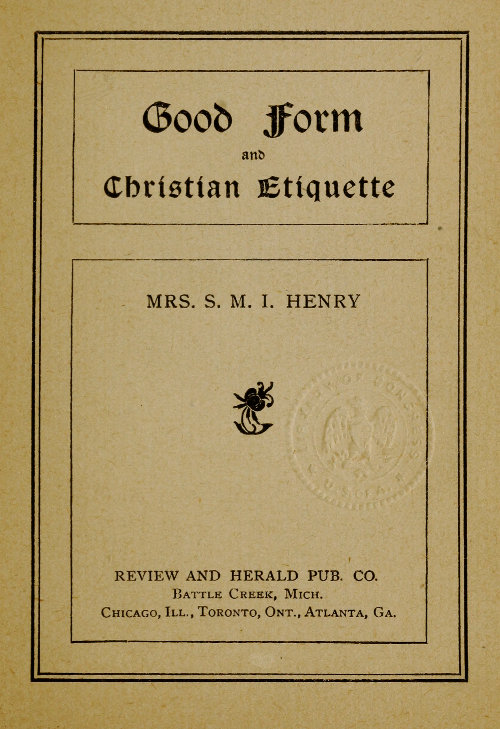 Good Form
and
Christian Etiquette
MRS. S. M. I. HENRY
REVIEW AND HERALD PUB. CO.
BATTLE CREEK, MICH.
CHICAGO, ILL., TORONTO, ONT., ATLANTA, GA.